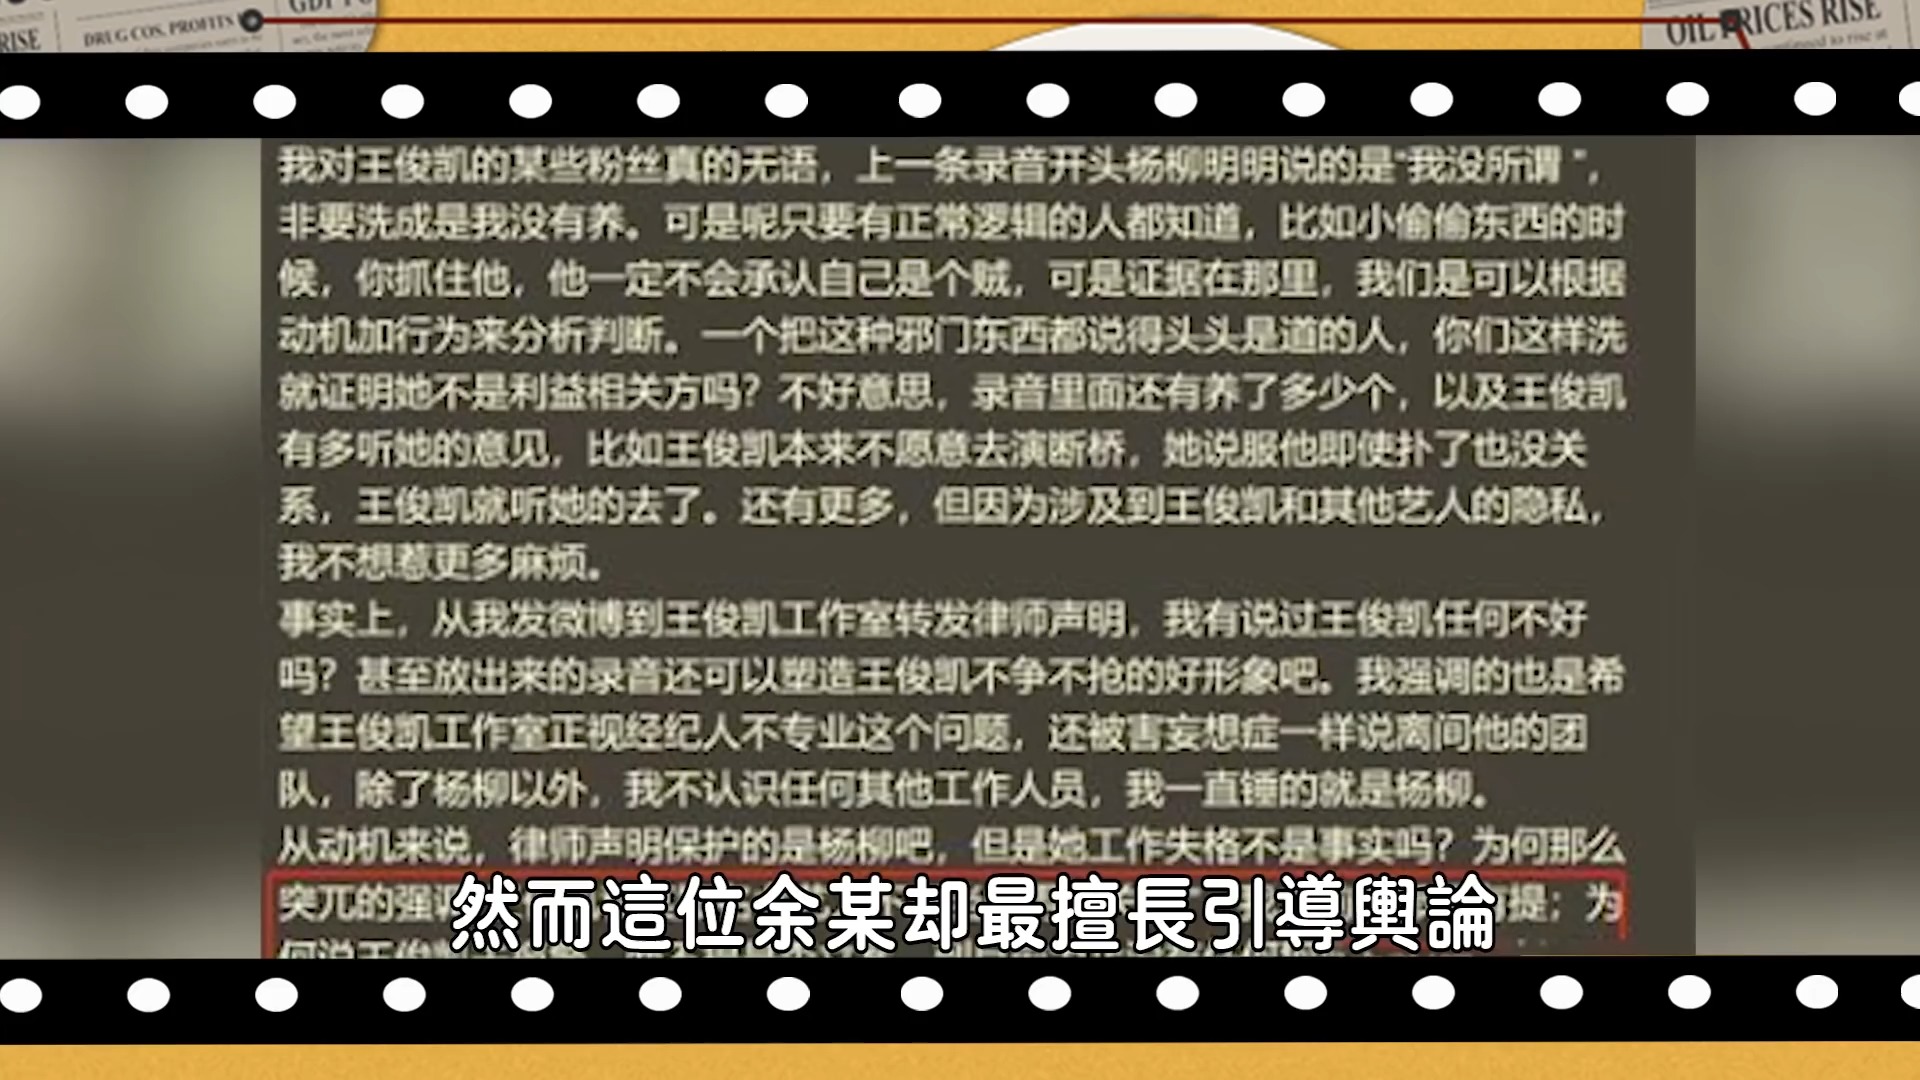 RISE
DRUG COS. PROFITS
OIL PRICES RISE
continued to rise at
我对王俊凯的某些粉丝真的无语，上一条录音开头杨柳明明说的是“我没所谓”，
非要洗成是我没有养。可是呢只要有正常逻辑的人都知道，比如小偷偷东西的时
候，你抓住他，他一定不会承认自己是个贼，可是证据在那里，我们是可以根据
动机加行为来分析判断。一个把这种邪门东西都说得头头是道的人，你们这样洗
就证明她不是利益相关方吗？不好意思，录音里面还有养了多少个，以及王俊凯
有多听她的意见，比如王俊凯本来不愿意去演断桥，她说服他即使扑了也没关
系，王俊凯就听她的去了。还有更多，但因为涉及到王俊凯和其他艺人的隐私，
我不想惹更多麻烦。
事实上，从我发微博到王俊凯工作室转发律师声明，我有说过王俊凯任何不好
吗？甚至放出来的录音还可以塑造王俊凯不争不抢的好形象吧。我强调的也是希
望王俊凯工作室正视经纪人不专业这个问题，还被害妄想症一样说离间他的团
队，除了杨柳以外，我不认识任何其他工作人员，我一直锤的就是杨柳。
从动机来说，律师声明保护的是杨柳吧，但是她工作失格不是事实吗？为何那么
突兀的强 提；为
然而這位余某却最擅長引導輿論